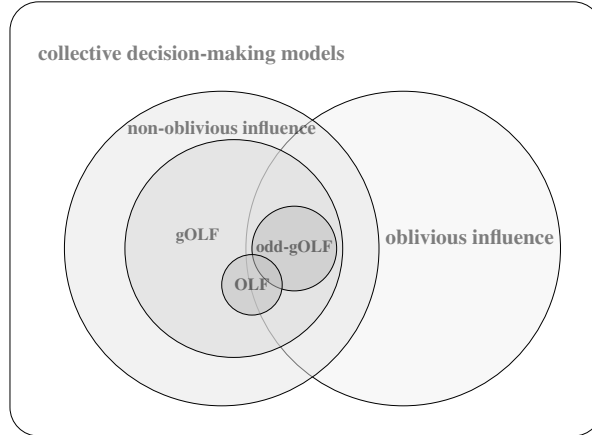 collective decision-making models
non-oblivious influence
gOLF
odd-gOLF
oblivious influence
OLF